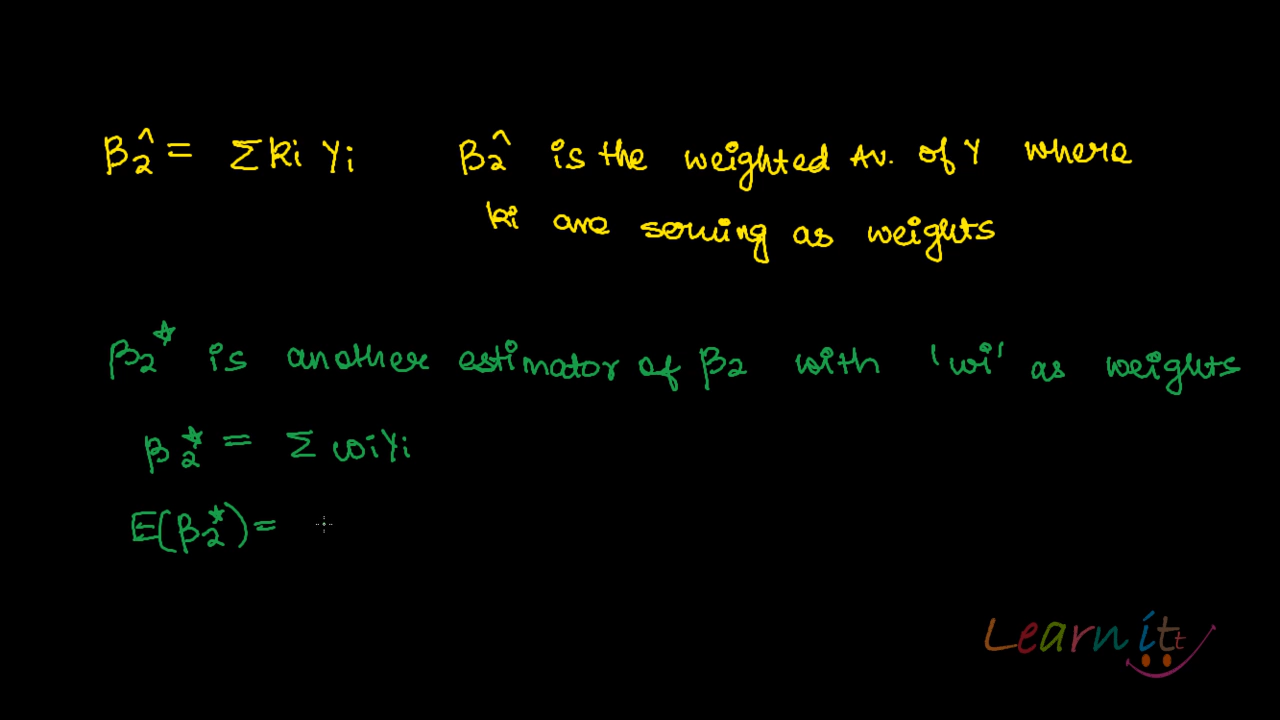 β2^ = Σki Yi β2^ is the weighted Av. of Y where
ki are serving as weights
β2* is another estimator of β2 with 'wi' as weights
β2* = Σ wiYi
E(β2*) =
Learnitt